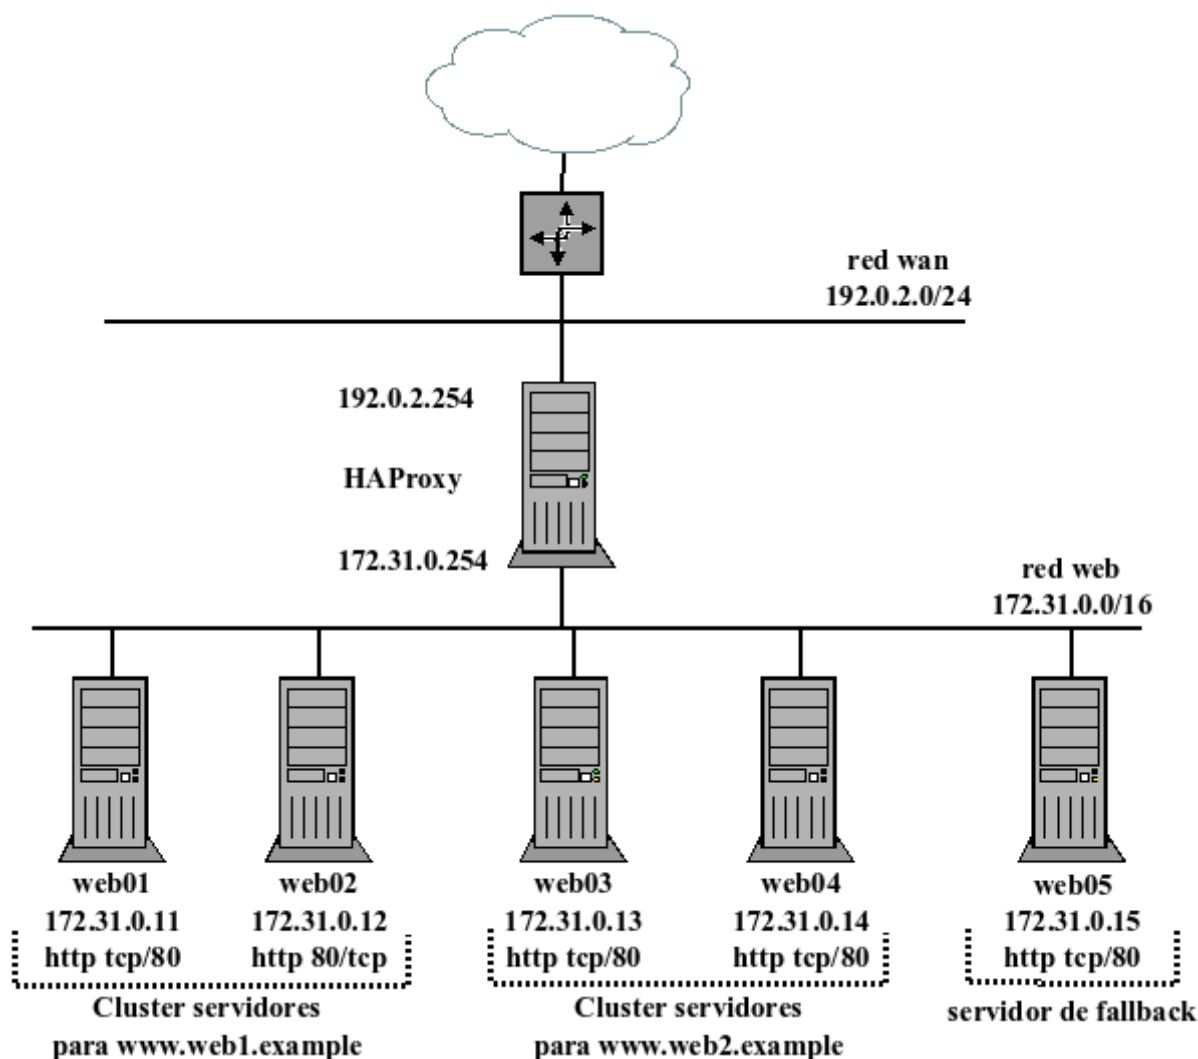 red wan
192.0.2.0/24
192.0.2.254
HAProxy
172.31.0.254
red web
172.31.0.0/16
web01
172.31.0.11
http tcp/80
web02
172.31.0.12
http 80/tcp
Cluster servidores
para www.web1.example
web03
172.31.0.13
http tcp/80
web04
172.31.0.14
http tcp/80
Cluster servidores
para www.web2.example
web05
172.31.0.15
http tcp/80
servidor de fallback